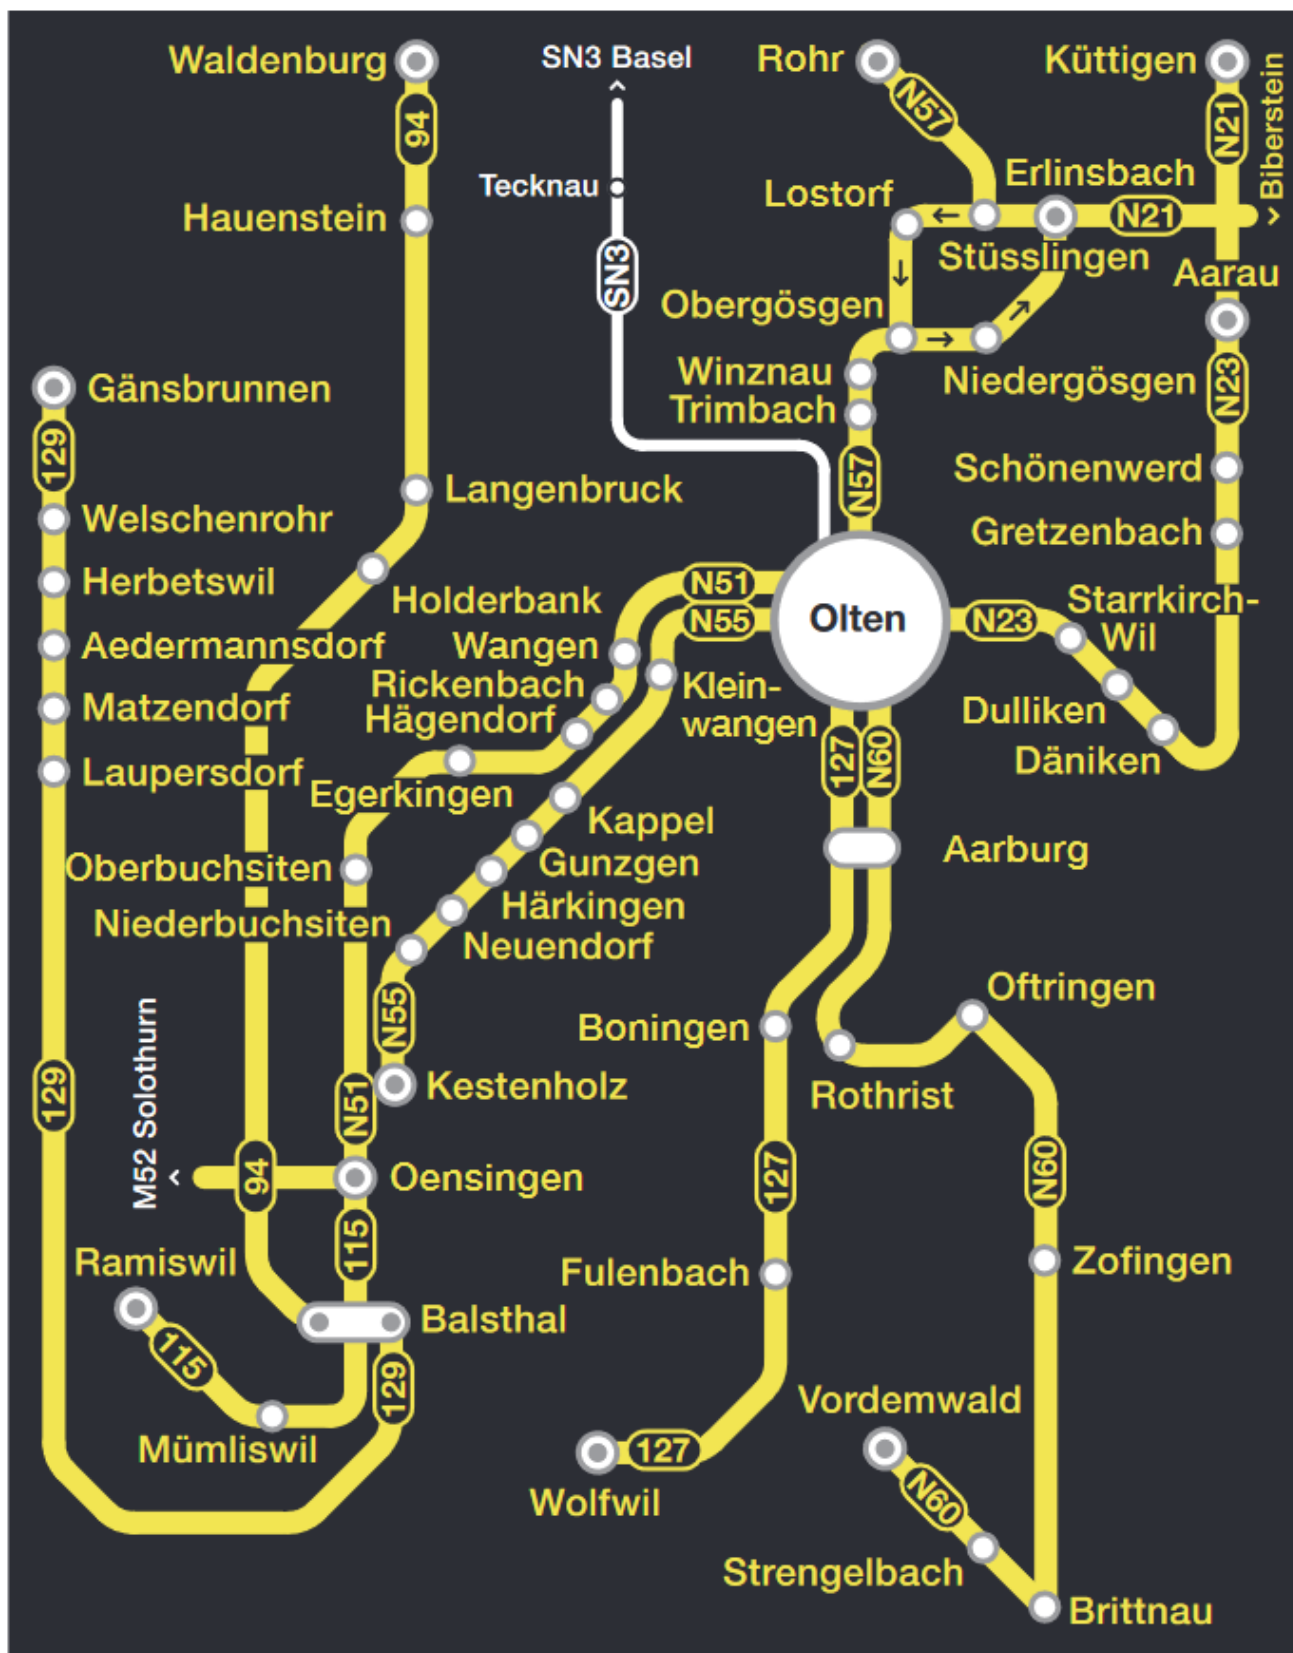 Waldenburg
94
Hauenstein
Langenbruck
Holderbank
SN3 Basel
Tecknau
SN3
Rohr
N57
Küttigen
N21
Biberstein
Erlinsbach
N21
Lostorf
Stüsslingen
Aarau
Obergösgen
Niedergösgen
N23
Winznau
Trimbach
N57
Schönenwerd
Gretzenbach
Gänsbrunnen
129
Welschenrohr
Herbetswil
Aedermannsdorf
Matzendorf
Laupersdorf
N51
N55
Olten
N23
Starrkirch-
Wil
Dulliken
Däniken
Wangen
Rickenbach
Hägendorf
Egerkingen
Klein-
wangen
127
N60
Kappel
Gunzgen
Härkingen
Neuendorf
Oberbuchsiten
Niederbuchsiten
Aarburg
N55
Kestenholz
Boningen
Oftringen
Rothrist
129
M52 Solothurn
94
N51
Oensingen
115
127
N60
Ramiswil
115
Balsthal
129
Mümliswil
Fulenbach
Zofingen
127
Wolfwil
Vordemwald
N60
Strengelbach
Brittnau